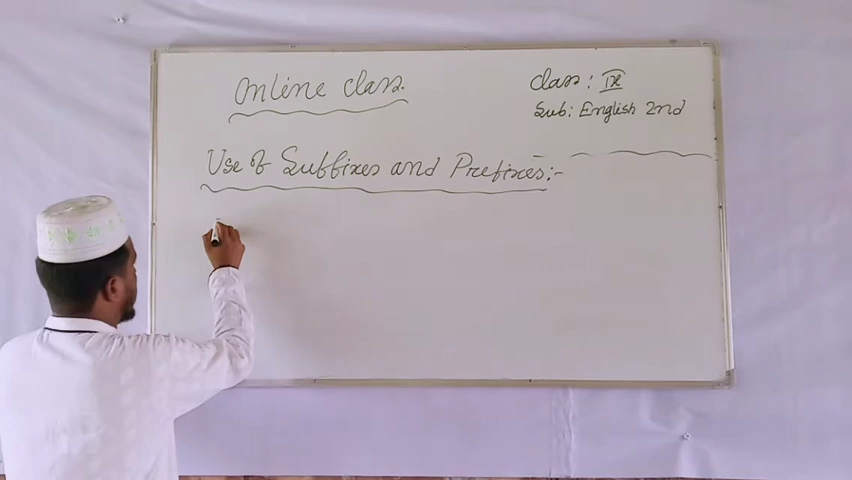 Online class.
Class: IX
Sub: English 2nd
Use of Suffixes and Prefixes:-